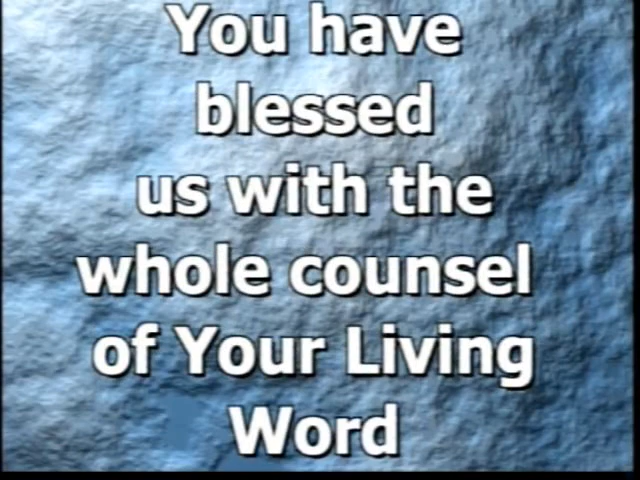 You have
blessed
us with the
whole counsel
of Your Living
Word